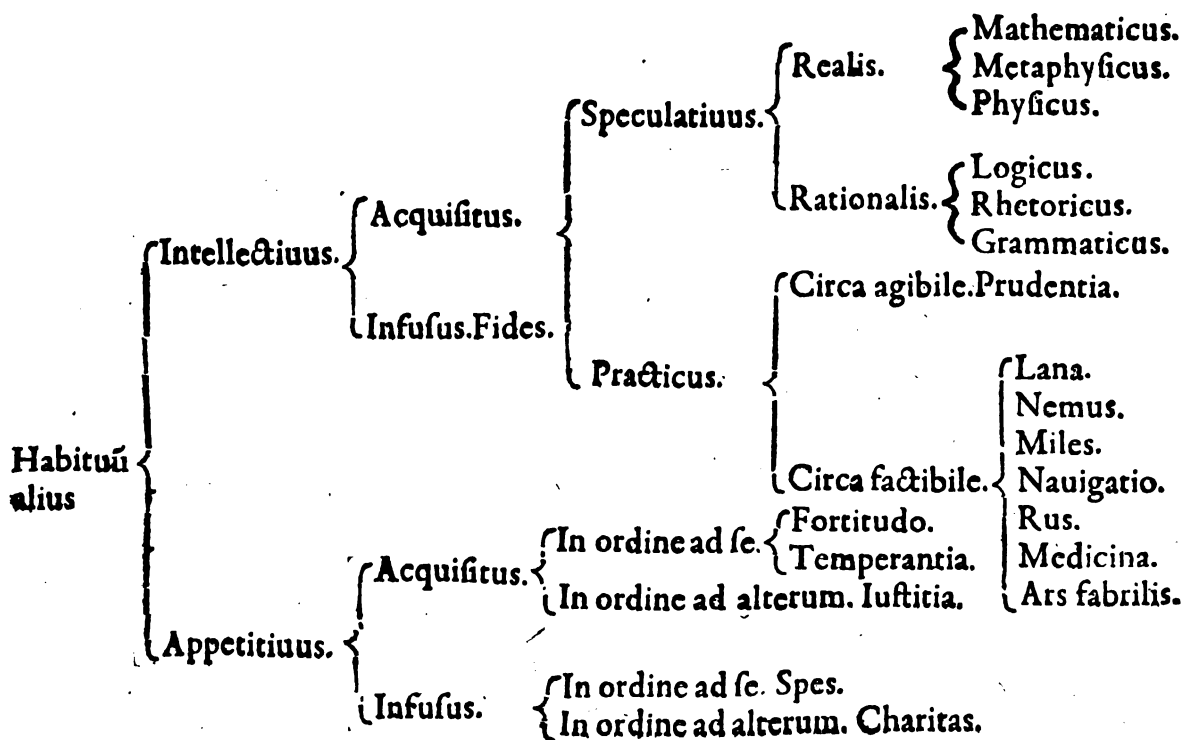 Mathematicus.
Realis.
Metaphyſicus.
Phyſicus.
Speculatiuus.
Logicus.
Rationalis.
Rhetoricus.
Grammaticus.
Acquiſitus.
Intellectiuus.
Infuſus.Fides.
Circa agibile.Prudentia.
Practicus.
Lana.
Nemus.
Miles.
Circa factibile.
Nauigatio.
Rus.
Medicina.
Ars fabrilis.
Habituũ
alius
In ordine ad ſe.
Fortitudo.
Temperantia.
Acquiſitus.
In ordine ad alterum. Iuſtitia.
Appetitiuus.
Infuſus.
In ordine ad ſe. Spes.
In ordine ad alterum. Charitas.